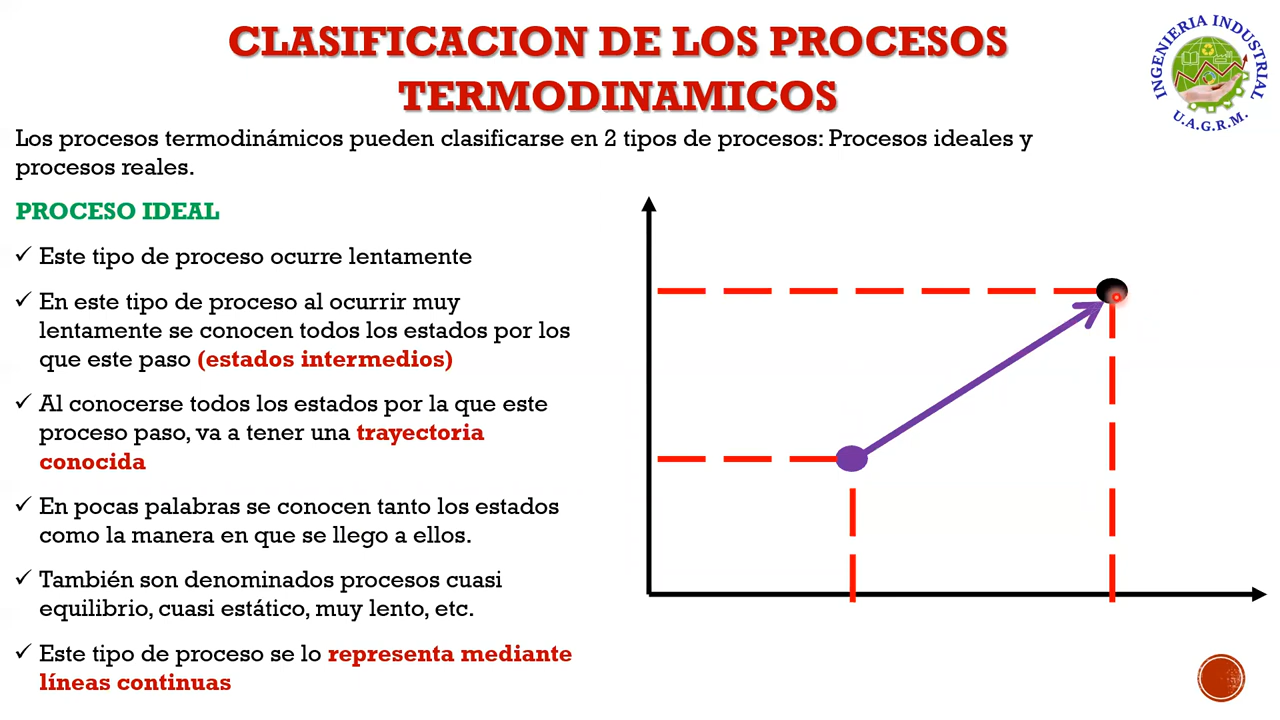 CLASIFICACION DE LOS PROCESOS
TERMODINAMICOS
INGENIERIA INDUSTRIAL
U.A.G.R.M.
Los procesos termodinámicos pueden clasificarse en 2 tipos de procesos: Procesos ideales y
procesos reales.
PROCESO IDEAL
✓ Este tipo de proceso ocurre lentamente
✓ En este tipo de proceso al ocurrir muy
lentamente se conocen todos los estados por los
que este paso (estados intermedios)
✓ Al conocerse todos los estados por la que este
proceso paso, va a tener una trayectoria
conocida
✓ En pocas palabras se conocen tanto los estados
como la manera en que se llego a ellos.
✓ También son denominados procesos cuasi
equilibrio, cuasi estático, muy lento, etc.
✓ Este tipo de proceso se lo representa mediante
líneas continuas